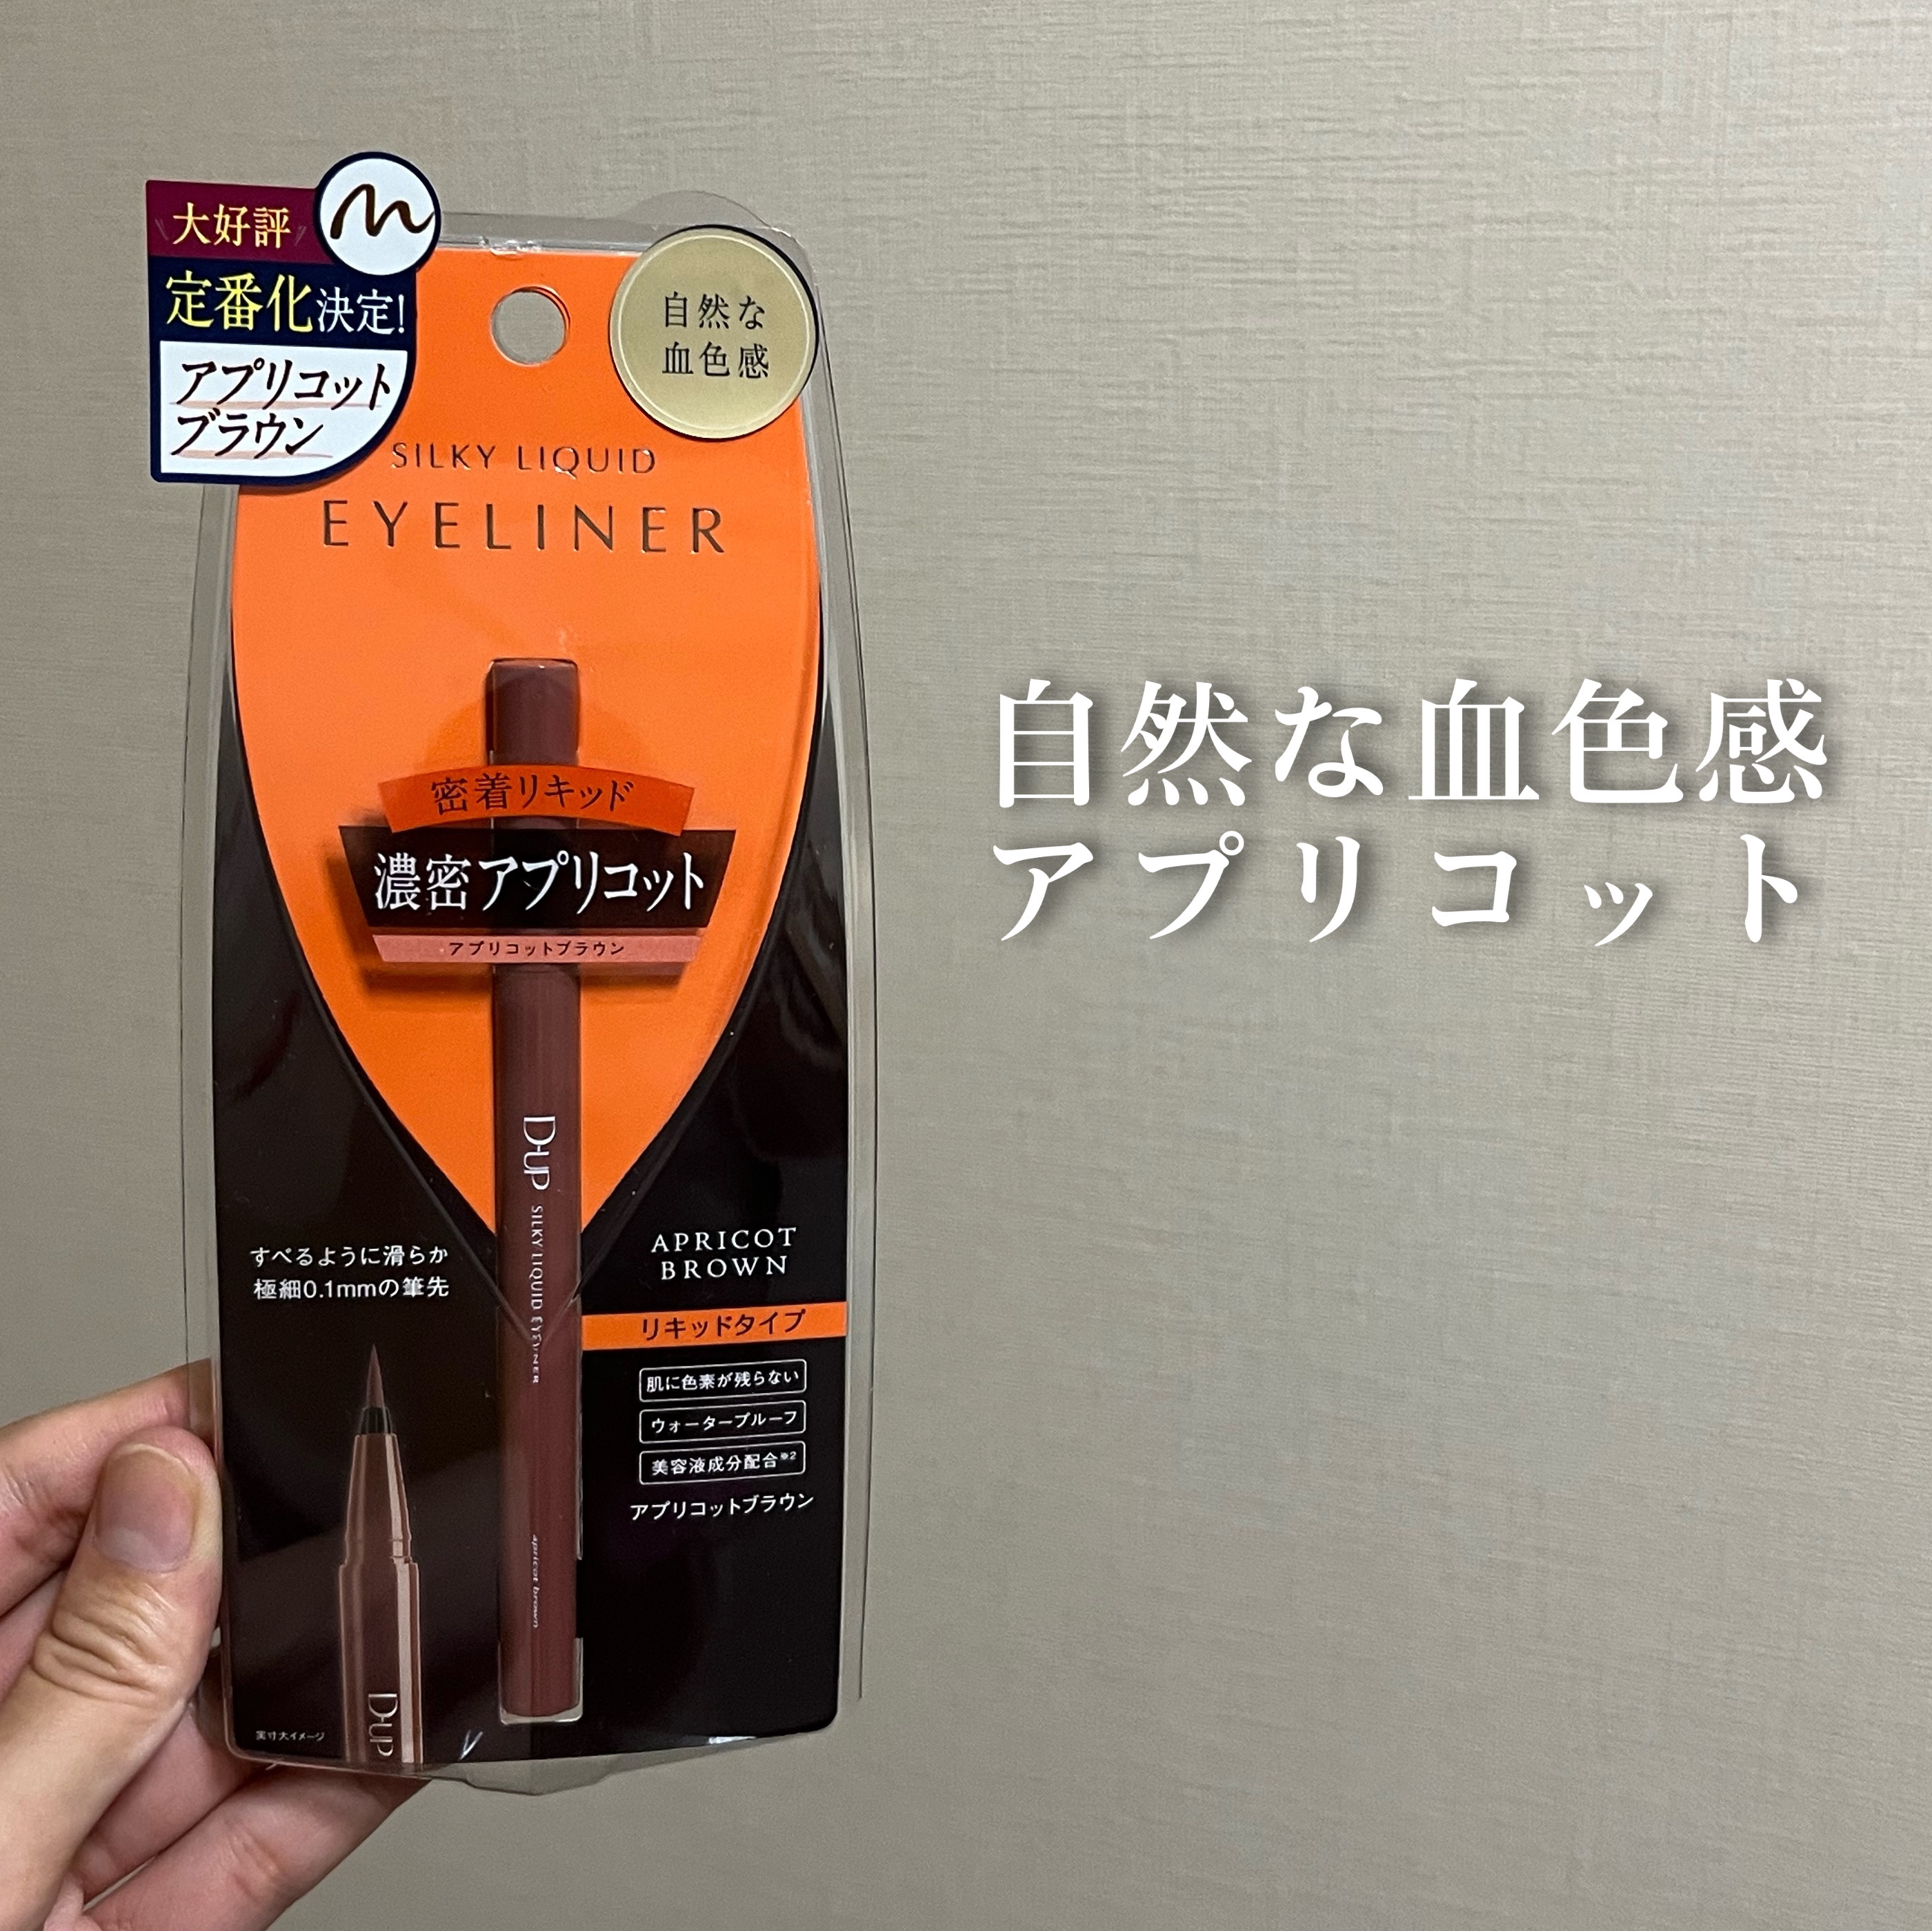 大好評
定番化決定!
アプリコット
ブラウン
自然な
血色感
SILKY LIQUID
EYELINER
密着リキッド
濃密アプリコット
アプリコットブラウン
自然な血色感
アプリコット
D-UP SILKY LIQUID EYELINER
apricot brown
すべるように滑らか
極細0.1mmの筆先
APRICOT
BROWN
リキッドタイプ
肌に色素が残らない
ウォータープルーフ
美容液成分配合※2
アプリコットブラウン
D-UP
実寸大イメージ